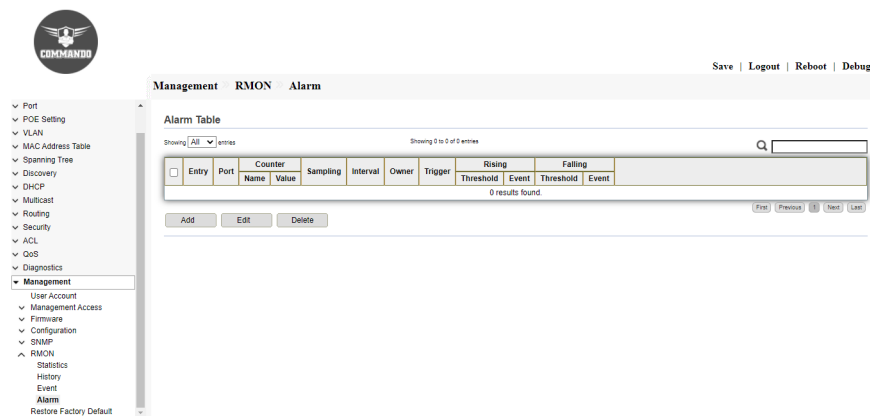 COMMANDO
Save | Logout | Reboot | Debug
Management RMON Alarm
Port
POE Setting
VLAN
MAC Address Table
Spanning Tree
Discovery
DHCP
Multicast
Routing
Security
ACL
QoS
Diagnostics
Management
User Account
Management Access
Firmware
Configuration
SNMP
RMON
Statistics
History
Event
Alarm
Restore Factory Default
Alarm Table
Showing All entries Showing 0 to 0 of 0 entries
Entry Port Counter Sampling Interval Owner Trigger Rising Falling
Name Value Threshold Event Threshold Event
0 results found.
First Previous 1 Next Last
Add Edit Delete